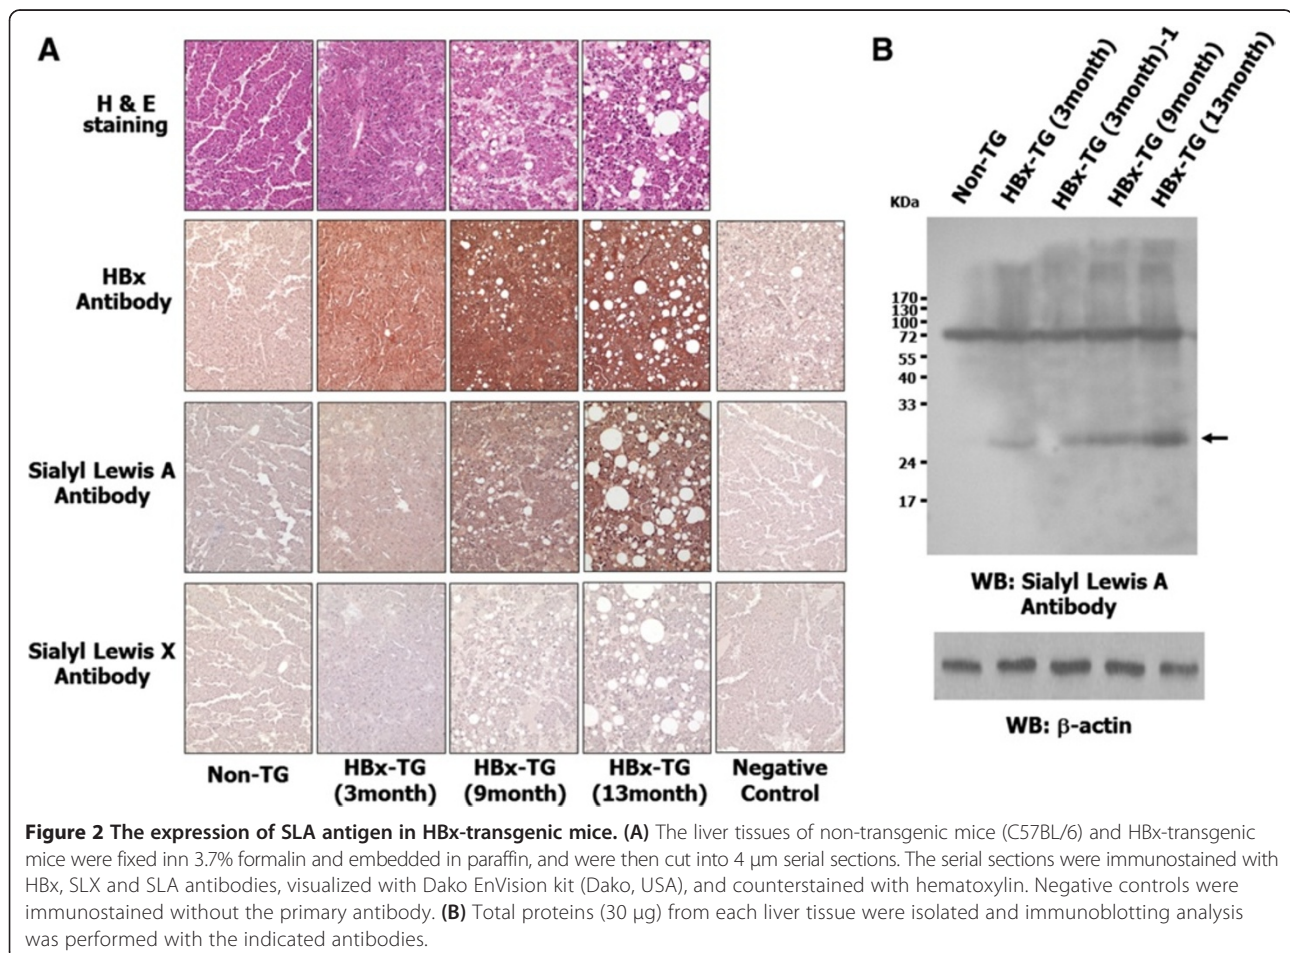 A
H & E
staining
HBx
Antibody
Sialyl Lewis A
Antibody
Sialyl Lewis X
Antibody
Non-TG
HBx-TG
(3month)
HBx-TG
(9month)
HBx-TG
(13month)
Negative
Control
B
Non-TG
HBx-TG (3month)
HBx-TG (3month)-1
HBx-TG (9month)
HBx-TG (13month)
KDa
170
130
100
72
55
40
33
24
17
WB: Sialyl Lewis A
Antibody
WB: β-actin
Figure 2 The expression of SLA antigen in HBx-transgenic mice. (A) The liver tissues of non-transgenic mice (C57BL/6) and HBx-transgenic
mice were fixed inn 3.7% formalin and embedded in paraffin, and were then cut into 4 μm serial sections. The serial sections were immunostained with
HBx, SLX and SLA antibodies, visualized with Dako EnVision kit (Dako, USA), and counterstained with hematoxylin. Negative controls were
immunostained without the primary antibody. (B) Total proteins (30 μg) from each liver tissue were isolated and immunoblotting analysis
was performed with the indicated antibodies.